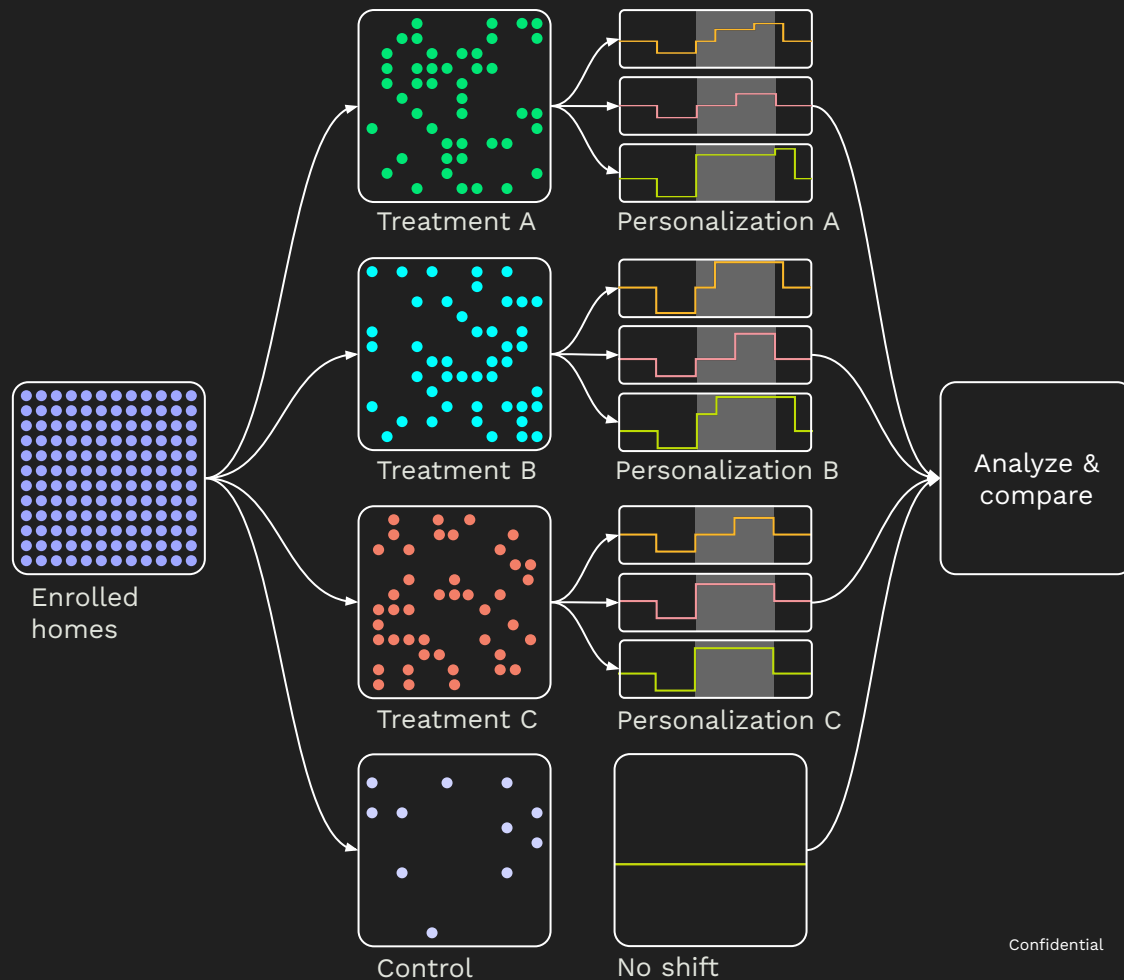 Treatment A
Personalization A
Treatment B
Personalization B
Analyze &
compare
Enrolled
homes
Treatment C
Personalization C
Control
No shift
Confidential